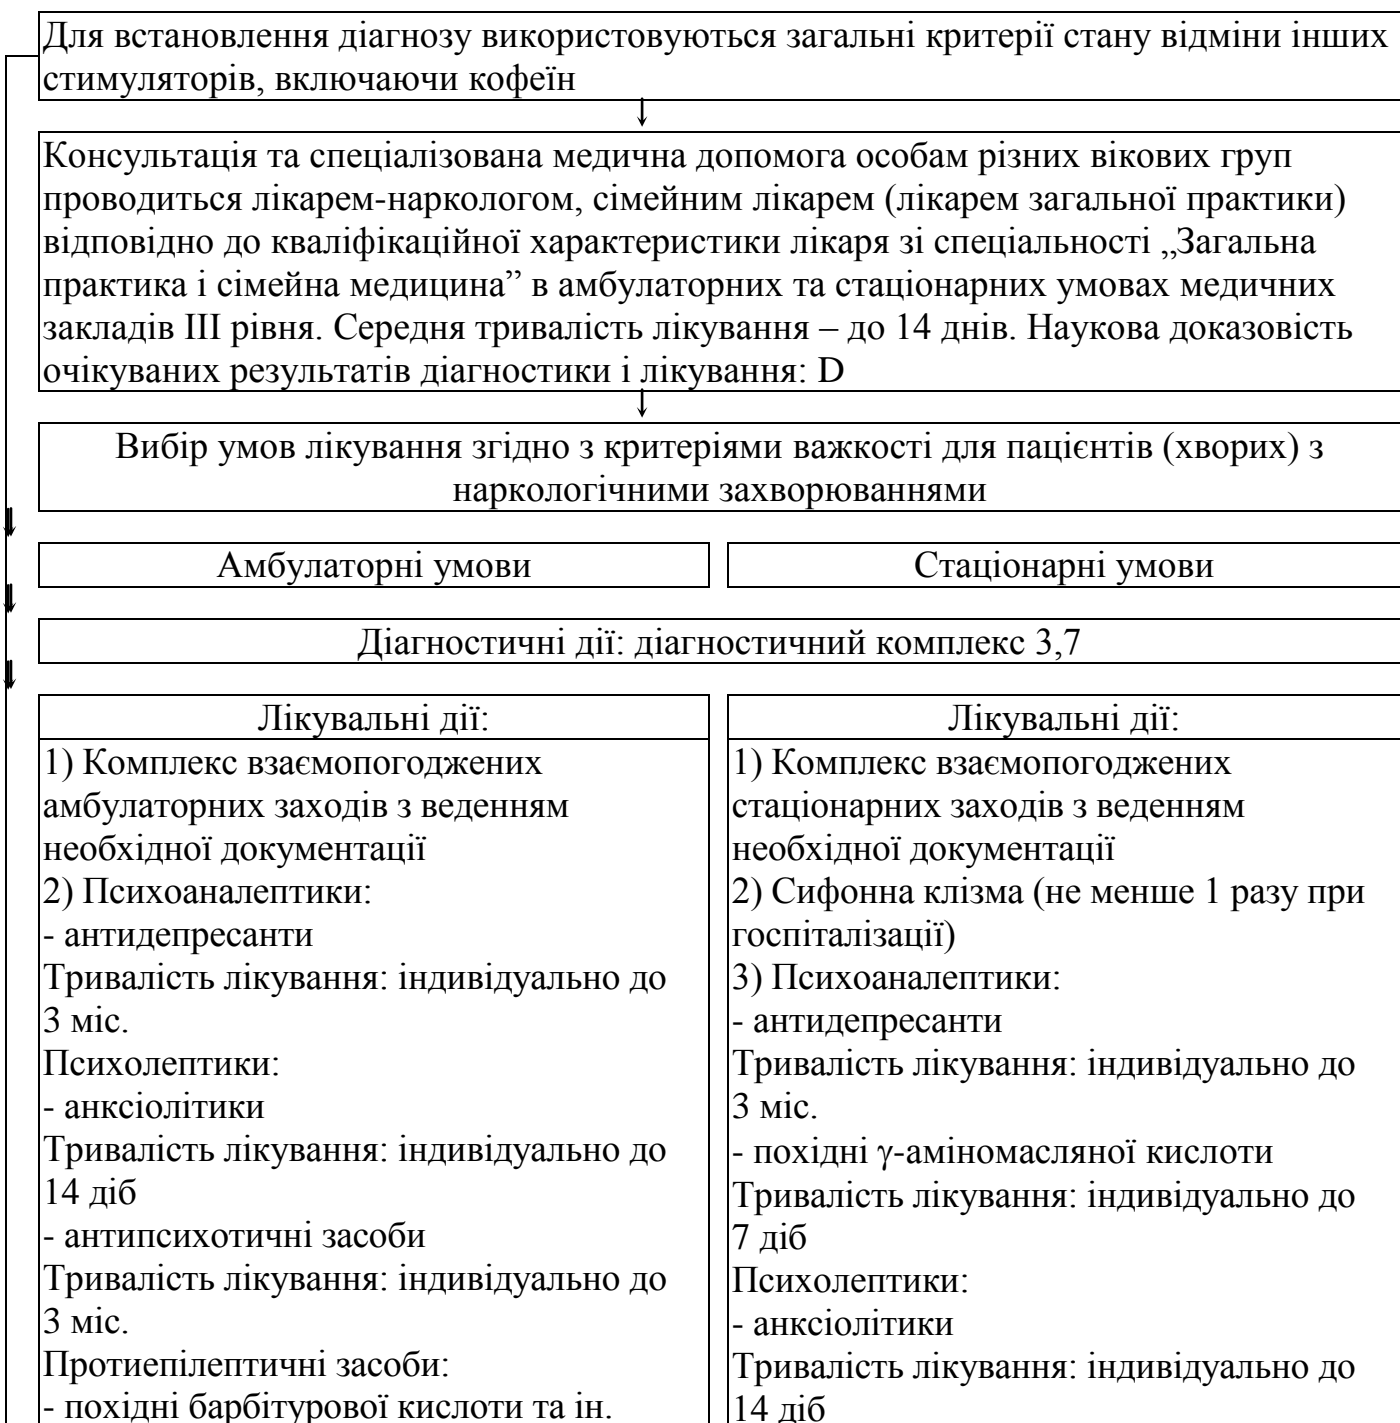 Для встановлення діагнозу використовуються загальні критерії стану відміни інших
стимуляторів, включаючи кофеїн
Консультація та спеціалізована медична допомога особам різних вікових груп
проводиться лікарем-наркологом, сімейним лікарем (лікарем загальної практики)
відповідно до кваліфікаційної характеристики лікаря зі спеціальності „Загальна
практика і сімейна медицина” в амбулаторних та стаціонарних умовах медичних
закладів ІІІ рівня. Середня тривалість лікування – до 14 днів. Наукова доказовість
очікуваних результатів діагностики і лікування: D
Вибір умов лікування згідно з критеріями важкості для пацієнтів (хворих) з
наркологічними захворюваннями
Амбулаторні умови
Стаціонарні умови
Діагностичні дії: діагностичний комплекс 3,7
Лікувальні дії:
1) Комплекс взаємопогоджених
амбулаторних заходів з веденням
необхідної документації
2) Психоаналептики:
- антидепресанти
Тривалість лікування: індивідуально до
3 міс.
Психолептики:
- анксіолітики
Тривалість лікування: індивідуально до
14 діб
- антипсихотичні засоби
Тривалість лікування: індивідуально до
3 міс.
Протиепілептичні засоби:
- похідні барбітурової кислоти та ін.
Лікувальні дії:
1) Комплекс взаємопогоджених
стаціонарних заходів з веденням
необхідної документації
2) Сифонна клізма (не менше 1 разу при
госпіталізації)
3) Психоаналептики:
- антидепресанти
Тривалість лікування: індивідуально до
3 міс.
- похідні γ-аміномасляної кислоти
Тривалість лікування: індивідуально до
7 діб
Психолептики:
- анксіолітики
Тривалість лікування: індивідуально до
14 діб